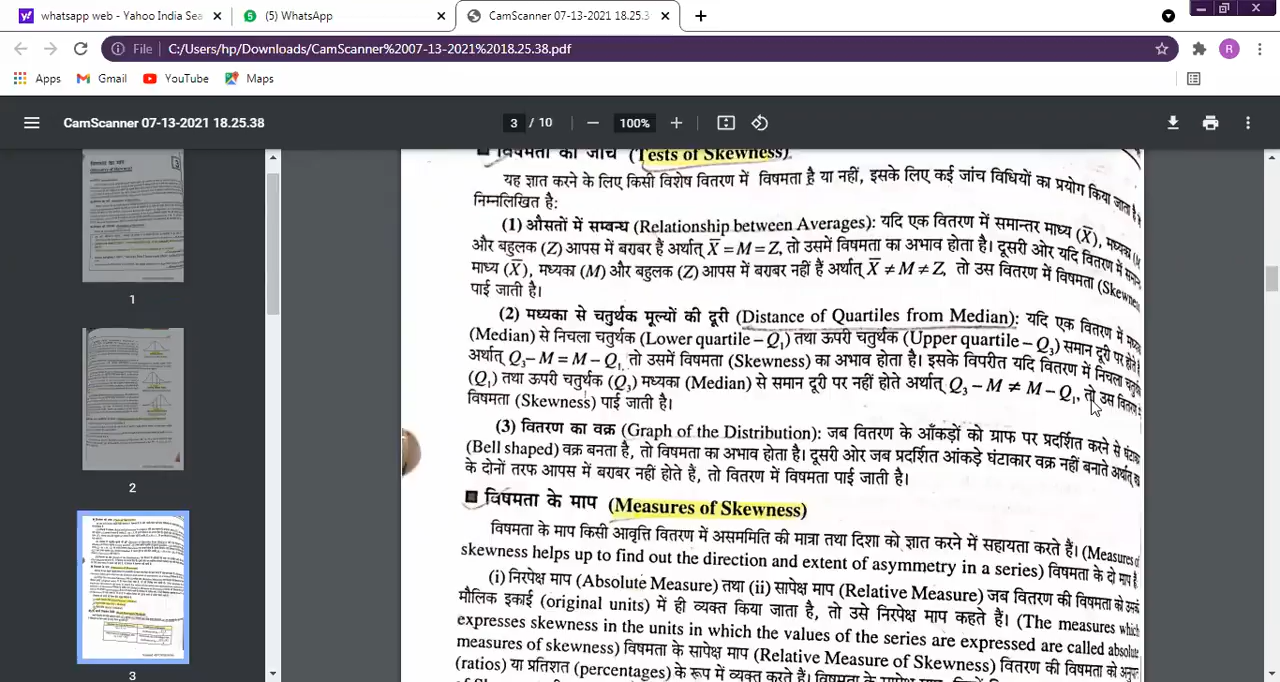 whatsapp web - Yahoo India Sea
(5) WhatsApp
CamScanner 07-13-2021 18.25.3
File
C:/Users/hp/Downloads/CamScanner%2007-13-2021%2018.25.38.pdf
R
Apps
Gmail
YouTube
Maps
CamScanner 07-13-2021 18.25.38
3 / 10
100%
1
2
3
विषमता की जांच (Tests of Skewness)
यह ज्ञात करने के लिए किसी विशेष वितरण में विषमता है या नहीं, इसके लिए कई जांच विधियों का प्रयोग किया जाता है
निम्नलिखित है:
(1) औसतों में सम्बन्ध (Relationship between Averages): यदि एक वितरण में समान्तर माध्य (X̅), मध्यका (M
और बहुलक (Z) आपस में बराबर हैं अर्थात् X̅ = M = Z, तो उसमें विषमता का अभाव होता है। दूसरी ओर यदि वितरण में
माध्य (X̅), मध्यका (M) और बहुलक (Z) आपस में बराबर नहीं हैं अर्थात् X̅ ≠ M ≠ Z, तो उस वितरण में विषमता (Skewness
पाई जाती है।
(2) मध्यका से चतुर्थक मूल्यों की दूरी (Distance of Quartiles from Median): यदि एक वितरण में
(Median) से निचला चतुर्थक (Lower quartile – Q₁) तथा ऊपरी चतुर्थक (Upper quartile – Q₃) समान दूरी पर होते
अर्थात् Q₃ – M = M – Q₁ तो उसमें विषमता (Skewness) का अभाव होता है। इसके विपरीत यदि वितरण में निचला
(Q₁) तथा ऊपरी चतुर्थक (Q₃) मध्यका (Median) से समान दूरी पर नहीं होते अर्थात् Q₃ – M ≠ M – Q₁, तो उस वितरण
विषमता (Skewness) पाई जाती है।
(3) वितरण का वक्र (Graph of the Distribution): जब वितरण के आँकड़ों को ग्राफ पर प्रदर्शित करने से
(Bell shaped) वक्र बनता है, तो विषमता का अभाव होता है। दूसरी ओर जब प्रदर्शित आंकड़े घंटाकार वक्र नहीं बनाते अर्थात्
के दोनों तरफ आपस में बराबर नहीं होते हैं, तो वितरण में विषमता पाई जाती है।
विषमता के माप (Measures of Skewness)
विषमता के माप किसी आवृत्ति वितरण में असममिति की मात्रा तथा दिशा को ज्ञात करने में सहायता करते हैं। (Measures of
skewness helps up to find out the direction and extent of asymmetry in a series) विषमता के दो माप
(i) निरपेक्ष माप (Absolute Measure) तथा (ii) सापेक्ष माप (Relative Measure) जब वितरण की विषमता को
मौलिक इकाई (original units) में ही व्यक्त किया जाता है, तो उसे निरपेक्ष माप कहते हैं। (The measures which
expresses skewness in the units in which the values of the series are expressed are called absolute
measures of skewness) विषमता के सापेक्ष माप (Relative Measure of Skewness) वितरण की विषमता को
(ratios) या प्रतिशत (percentages) के रूप में व्यक्त करते हैं।